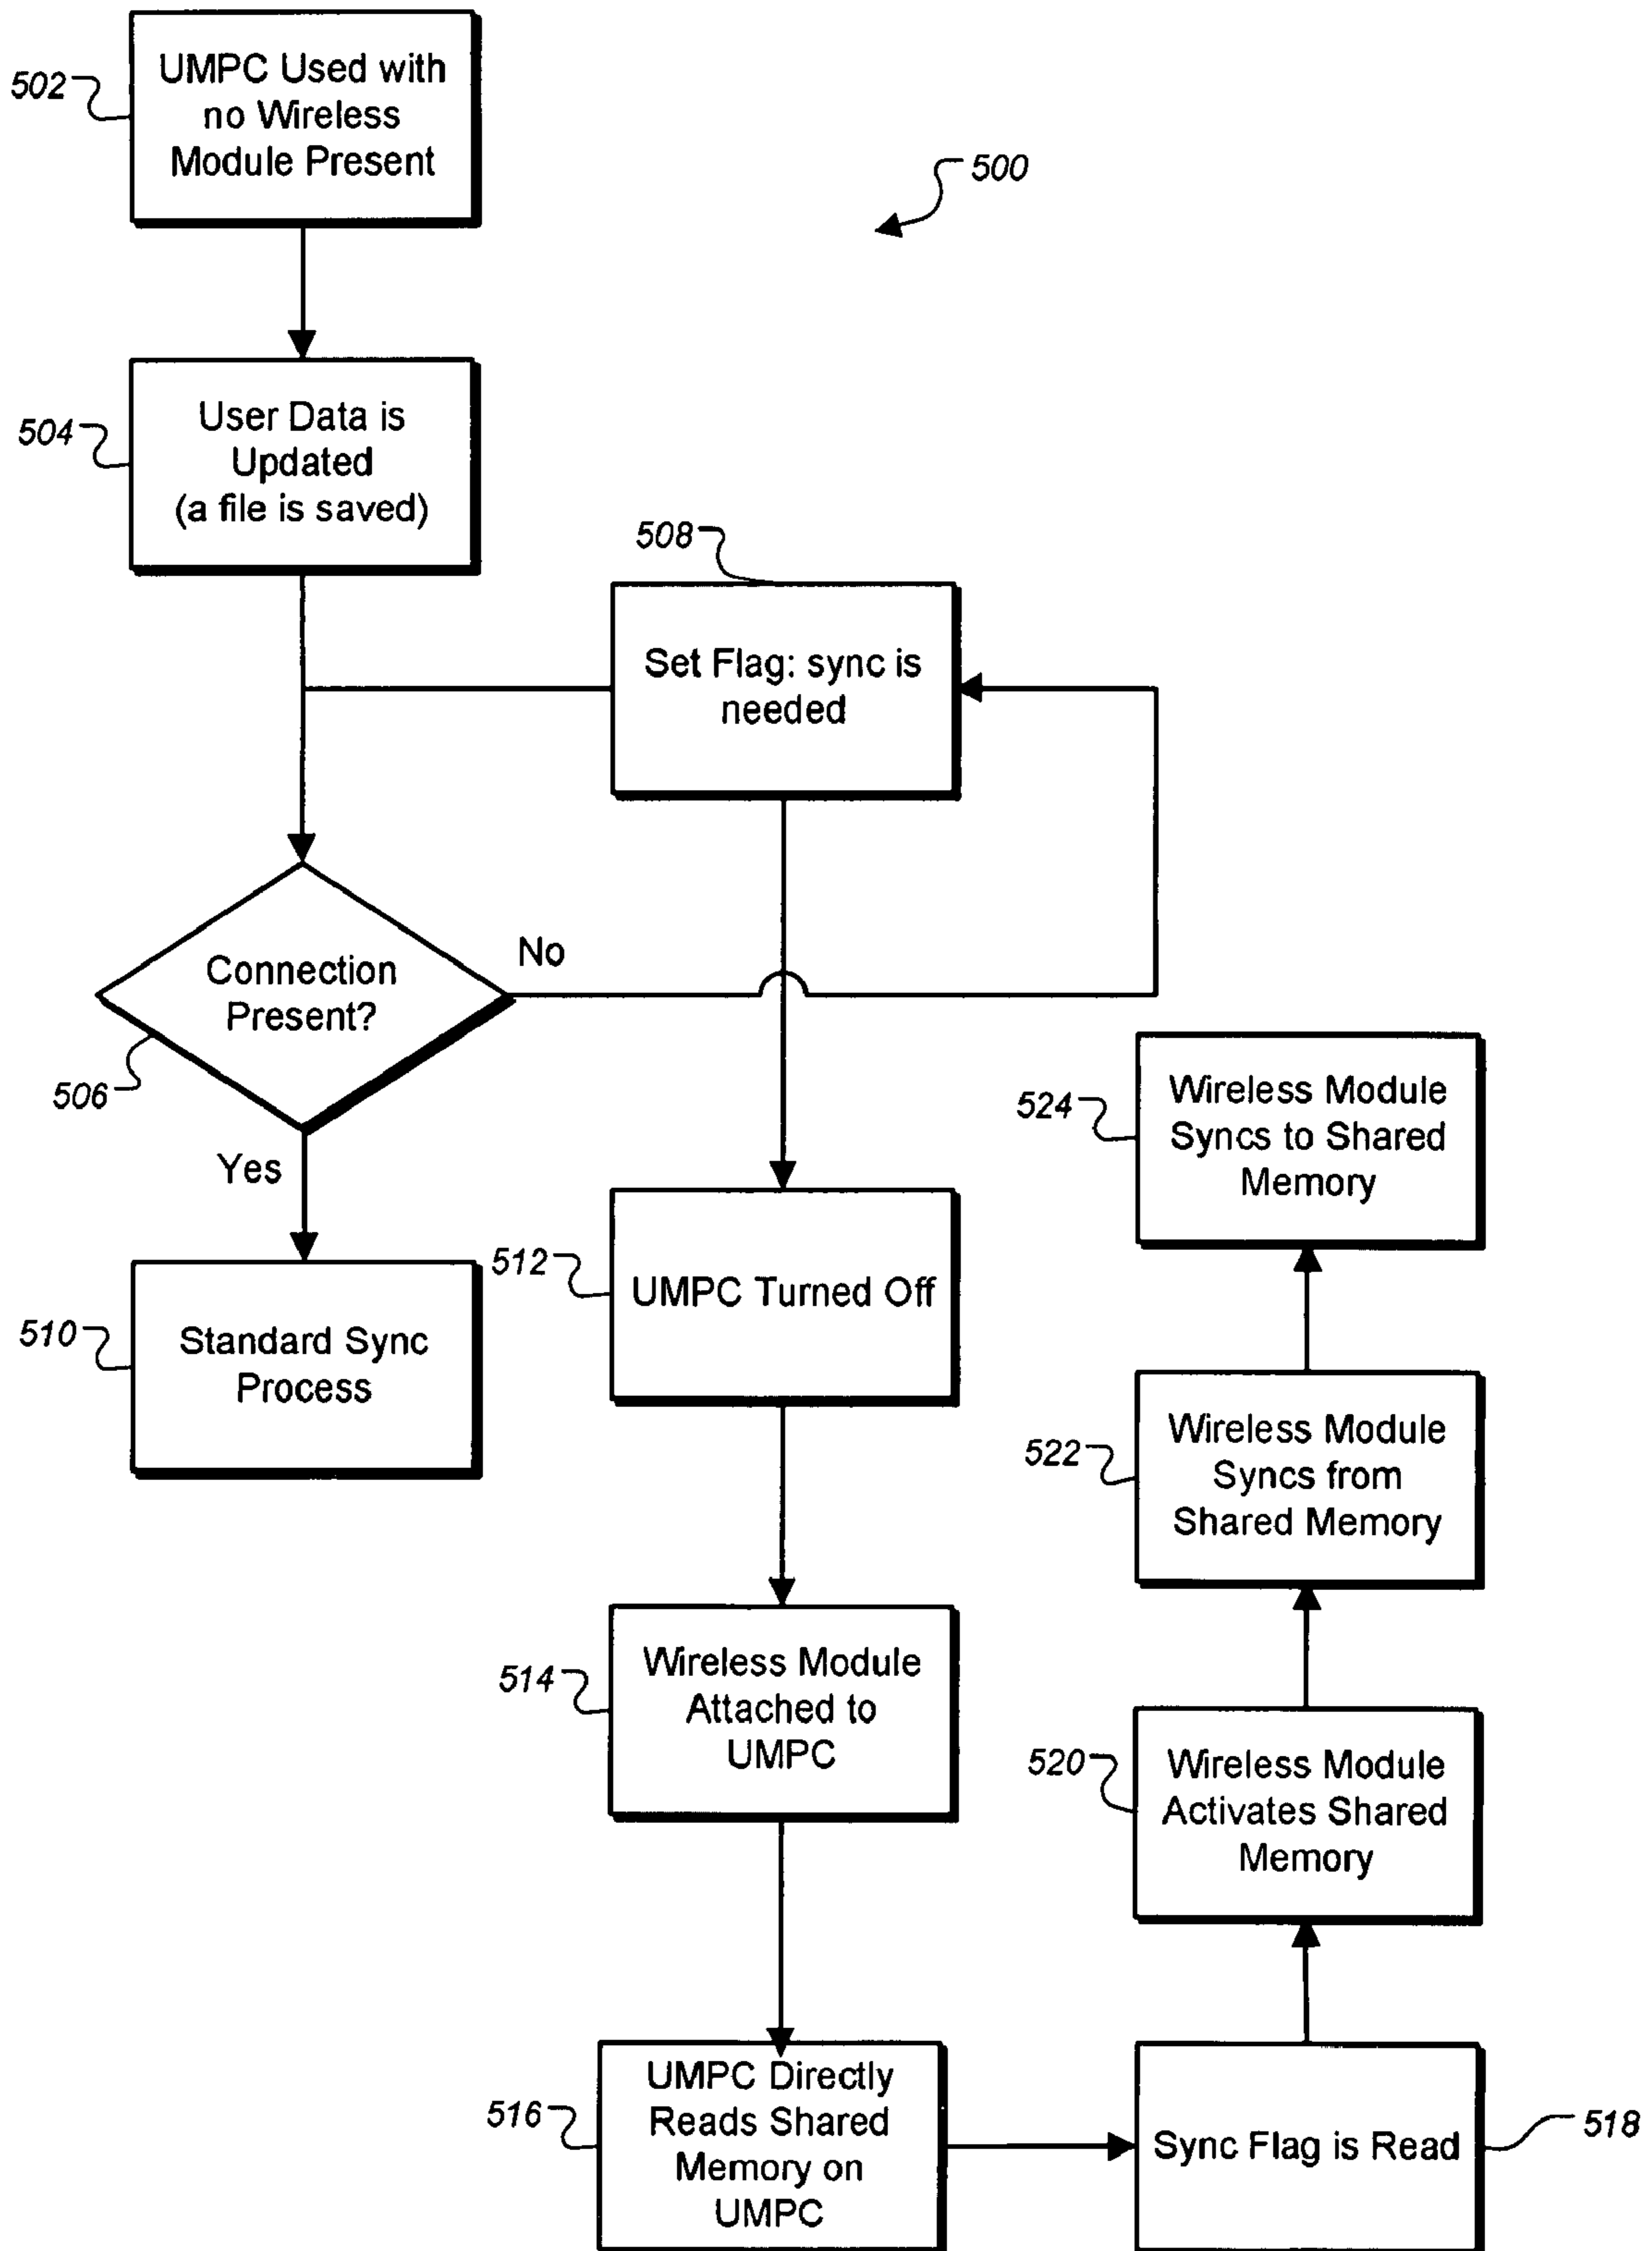 502
UMPC Used with
no Wireless
Module Present
500
504
User Data is
Updated
(a file is saved)
508
Set Flag: sync is
needed
Connection
Present?
No
506
Yes
510
Standard Sync
Process
512
UMPC Turned Off
514
Wireless Module
Attached to
UMPC
516
UMPC Directly
Reads Shared
Memory on
UMPC
Sync Flag is Read
518
520
Wireless Module
Activates Shared
Memory
522
Wireless Module
Syncs from
Shared Memory
524
Wireless Module
Syncs to Shared
Memory